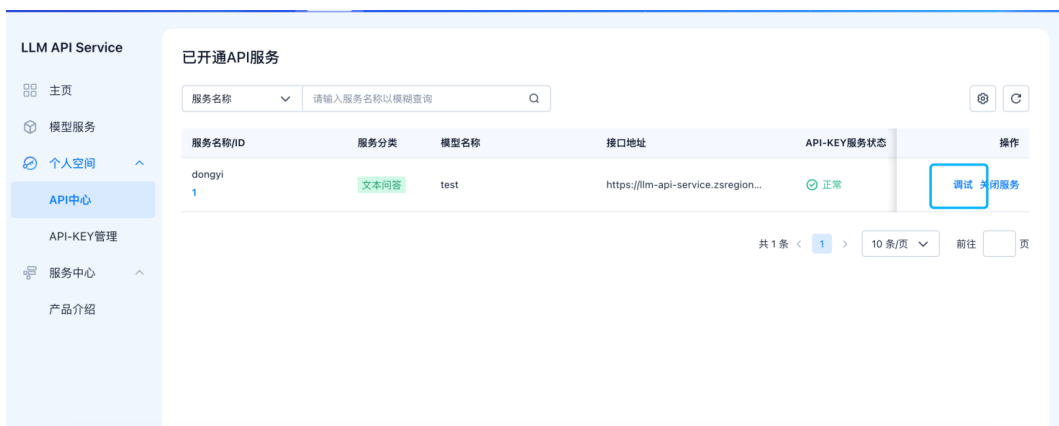 LLM API Service
主页
模型服务
个人空间
API中心
API-KEY管理
服务中心
产品介绍
已开通API服务
服务名称 请输入服务名称以模糊查询
服务名称/ID 服务分类 模型名称 接口地址 API-KEY服务状态 操作
dongyi
1
文本问答 test https://llm-api-service.zsregion... 正常 调试 关闭服务
共 1 条 1 10 条/页 前往 页